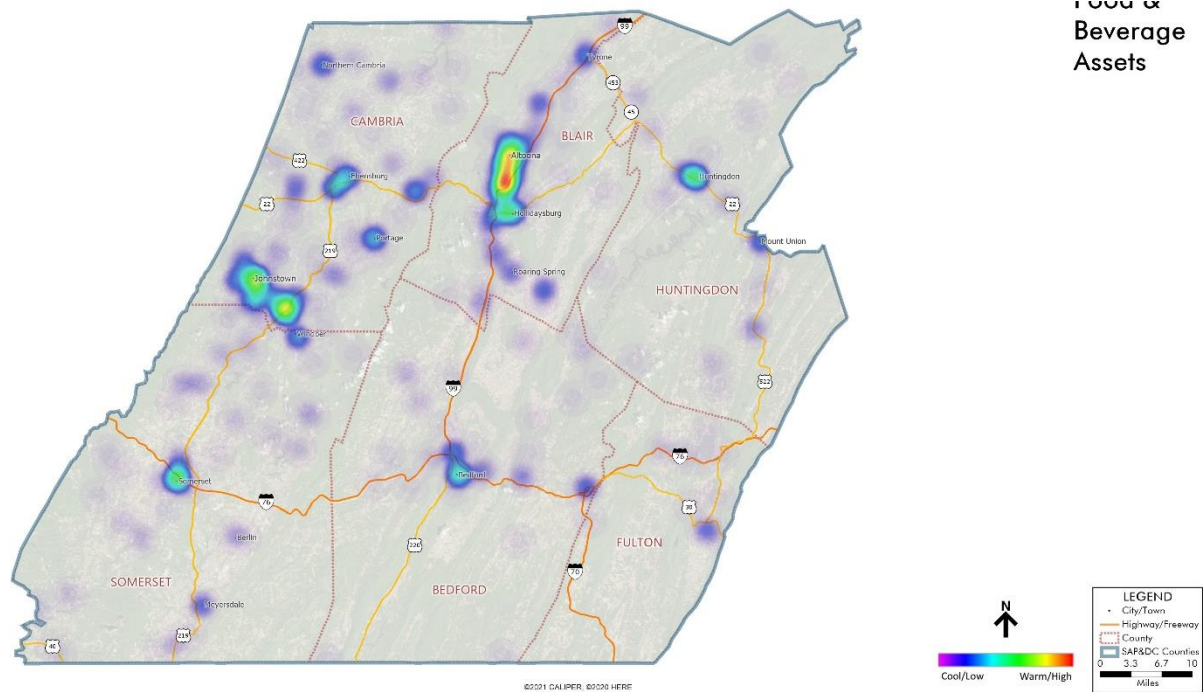 Food &
Beverage
Assets
99
Tyrone
Northern Cambria
453
45
CAMBRIA
BLAIR
422
Altoona
Ebensburg
Huntingdon
22
22
Hollidaysburg
Portage
Mount Union
219
Roaring Spring
Johnstown
HUNTINGDON
Windber
99
522
76
Bedford
Somerset
76
30
Berlin
FULTON
220
76
SOMERSET
BEDFORD
Meyersdale
219
40
N
Cool/Low
Warm/High
LEGEND
City/Town
Highway/Freeway
County
SAP&DC Counties
0 3.3 6.7 10
Miles
©2021 CALIPER, ©2020 HERE